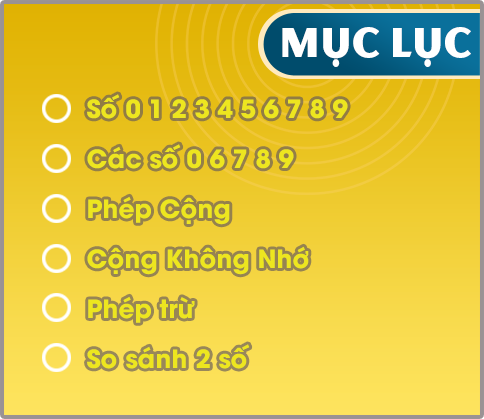 MỤC LỤC
Số 0 1 2 3 4 5 6 7 8 9
Các số 0 6 7 8 9
Phép Cộng
Cộng Không Nhớ
Phép trừ
So sánh 2 số